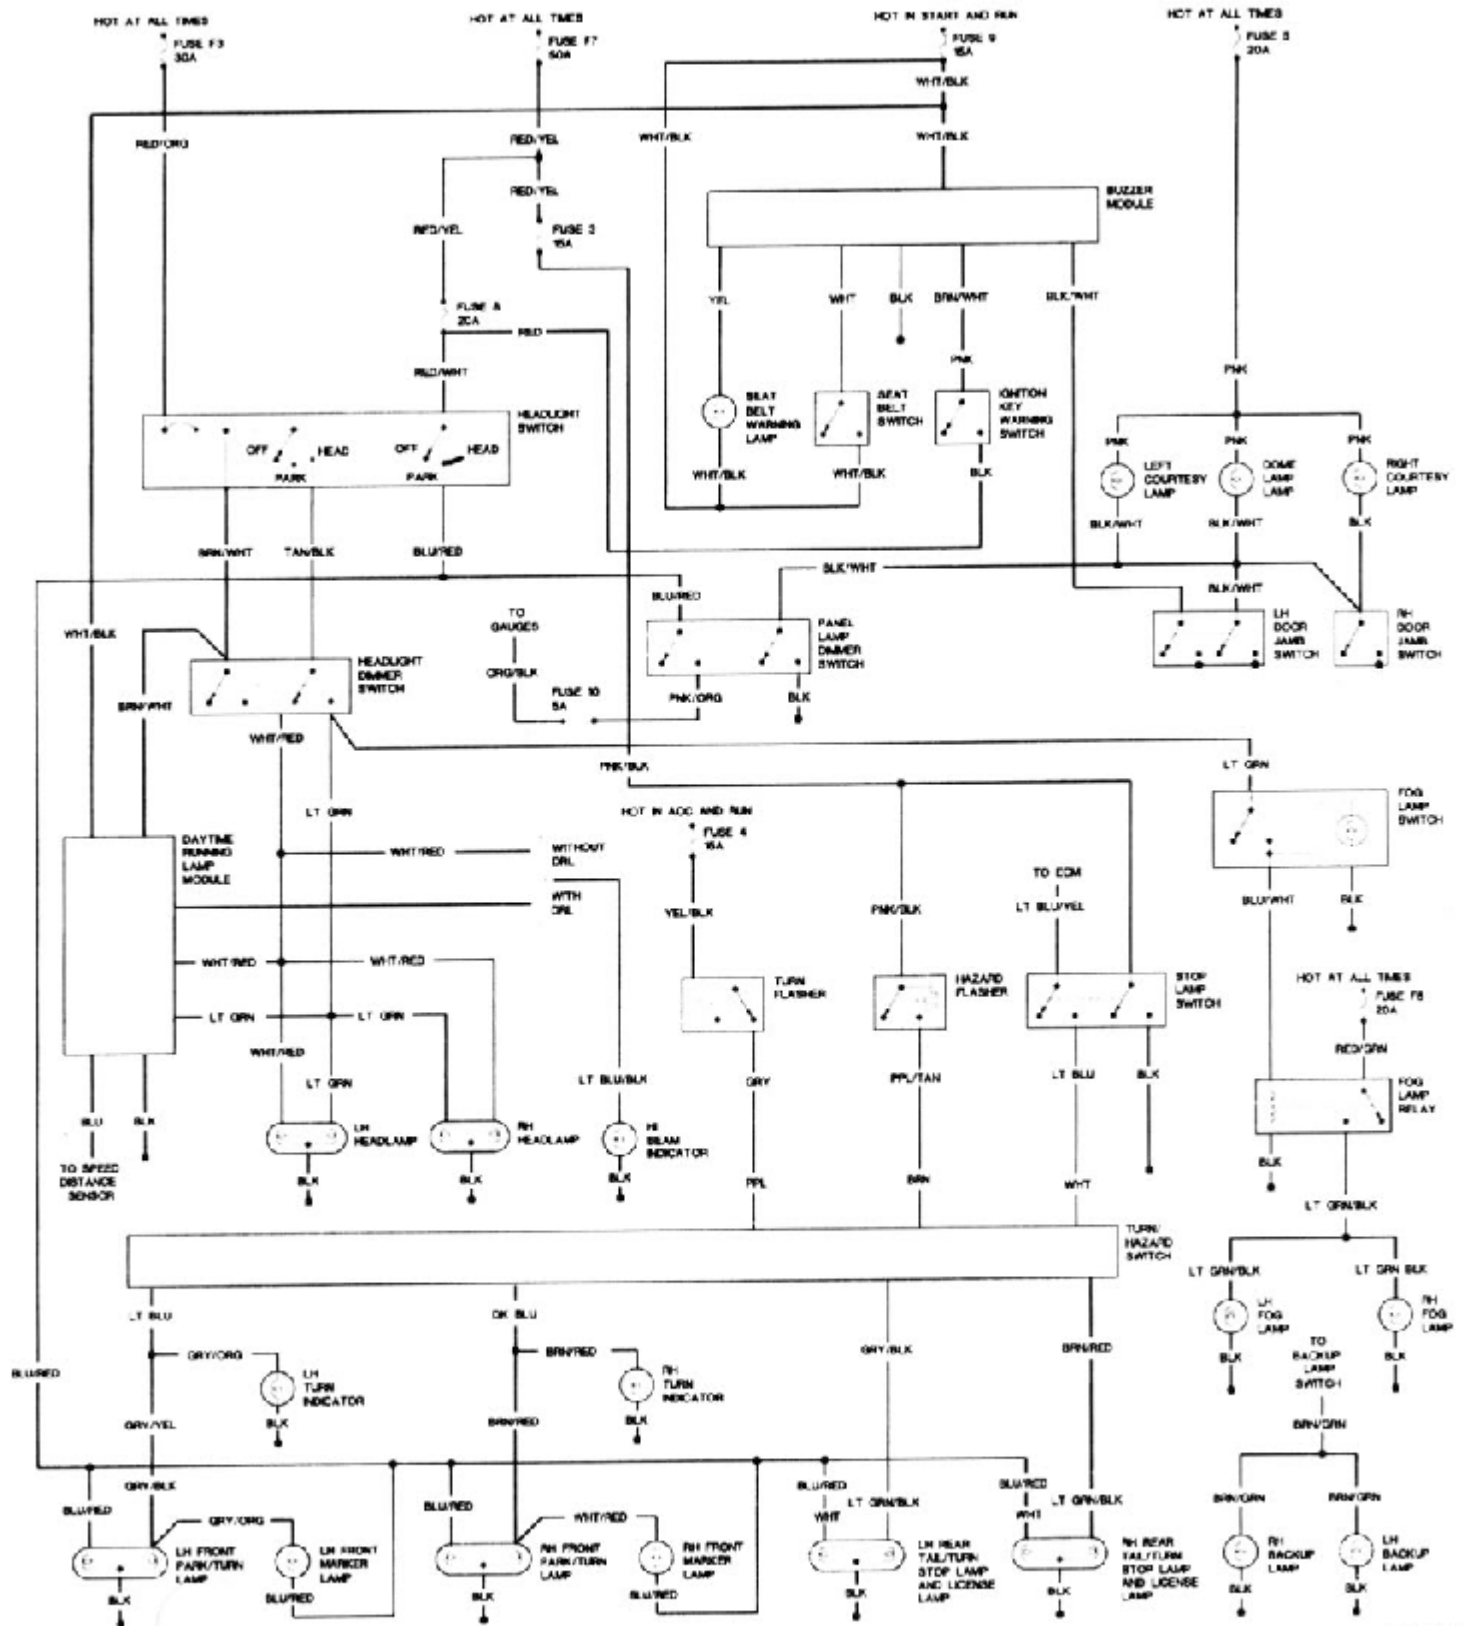 HOT AT ALL TIMES
FUSE F3
30A
HOT AT ALL TIMES
FUSE F7
50A
HOT IN START AND RUN
FUSE 9
15A
HOT AT ALL TIMES
FUSE 5
20A
WHT/BLK
RED/ORG
RED/YEL
WHT/BLK
WHT/BLK
RED/YEL
BUZZER
MODULE
RED/YEL
FUSE 3
15A
YEL
WHT
BLK
BRN/WHT
BLK/WHT
FUSE 8
20A
RED
RED/WHT
PNK
PNK
HEADLIGHT
SWITCH
OFF
HEAD
PARK
OFF
HEAD
PARK
SEAT
BELT
WARNING
LAMP
SEAT
BELT
SWITCH
IGNITION
KEY
WARNING
SWITCH
PNK
PNK
PNK
LEFT
COURTESY
LAMP
DOME
LAMP
LAMP
RIGHT
COURTESY
LAMP
WHT/BLK
WHT/BLK
BLK
BLK/WHT
BLK/WHT
BLK
BRN/WHT
TAN/BLK
BLU/RED
BLK/WHT
BLK/WHT
BLU/RED
WHT/BLK
TO
GAUGES
PANEL
LAMP
DIMMER
SWITCH
LH
DOOR
JAMB
SWITCH
RH
DOOR
JAMB
SWITCH
HEADLIGHT
DIMMER
SWITCH
ORG/BLK
FUSE 10
5A
PNK/ORG
BLK
BRN/WHT
WHT/RED
PNK/BLK
LT GRN
LT GRN
FOG
LAMP
SWITCH
HOT IN ACC AND RUN
FUSE 4
15A
DAYTIME
RUNNING
LAMP
MODULE
WHT/RED
WITHOUT
DRL
WITH
DRL
TO ECM
LT BLU/YEL
YEL/BLK
PNK/BLK
BLU/WHT
BLK
WHT/RED
WHT/RED
TURN
FLASHER
HAZARD
FLASHER
STOP
LAMP
SWITCH
HOT AT ALL TIMES
FUSE F6
20A
LT GRN
LT GRN
WHT/RED
RED/GRN
LT GRN
LT BLU/BLK
GRY
PPL/TAN
LT BLU
BLK
FOG
LAMP
RELAY
BLU
BLK
LH
HEADLAMP
RH
HEADLAMP
HI
BEAM
INDICATOR
TO SPEED
DISTANCE
SENSOR
BLK
BLK
BLK
PPL
BRN
WHT
BLK
LT GRN/BLK
TURN/
HAZARD
SWITCH
LT GRN/BLK
LT GRN BLK
LT BLU
DK BLU
LH
FOG
LAMP
RH
FOG
LAMP
TO
BACKUP
LAMP
SWITCH
BLU/RED
GRY/ORG
LH
TURN
INDICATOR
BRN/RED
RH
TURN
INDICATOR
GRY/BLK
BRN/RED
BLK
BLK
GRY/YEL
BLK
BRN/RED
BLK
BRN/GRN
GRY/BLK
BLU/RED
BLU/RED
BLU/RED
BLU/RED
LT GRN/BLK
LT GRN/BLK
BRN/GRN
BRN/GRN
GRY/ORG
WHT/RED
WHT
WHT
LH FRONT
PARK/TURN
LAMP
LH FRONT
MARKER
LAMP
RH FRONT
PARK/TURN
LAMP
RH FRONT
MARKER
LAMP
LH REAR
TAIL/TURN
STOP LAMP
AND LICENSE
LAMP
RH REAR
TAIL/TURN
STOP LAMP
AND LICENSE
LAMP
RH
BACKUP
LAMP
LH
BACKUP
LAMP
BLK
BLU/RED
BLK
BLU/RED
BLK
BLK
BLK
BLK